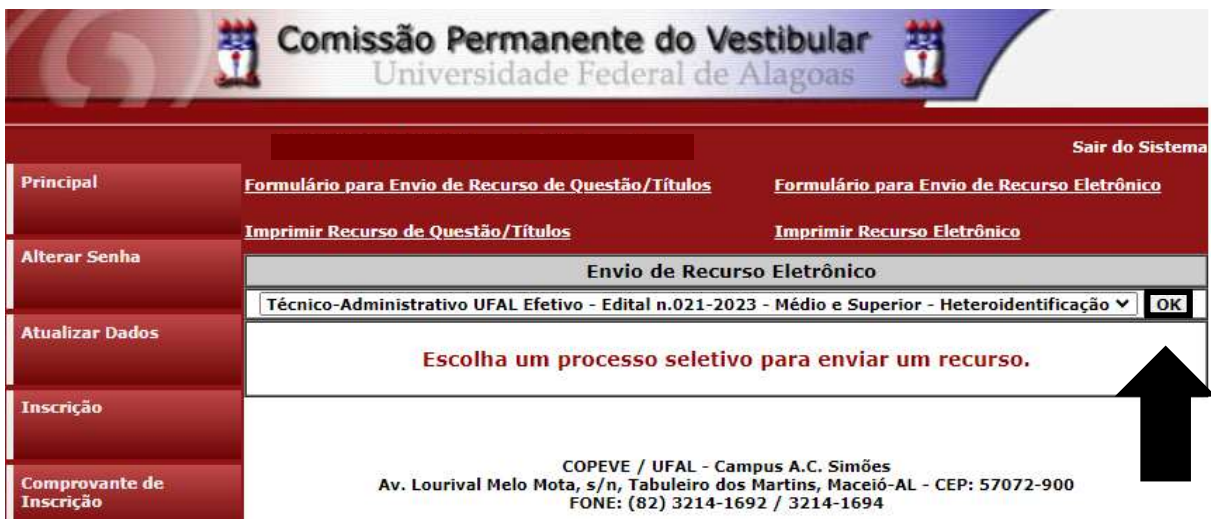 Comissão Permanente do Vestibular
Universidade Federal de Alagoas
Sair do Sistema
Principal
Formulário para Envio de Recurso de Questão/Títulos
Formulário para Envio de Recurso Eletrônico
Imprimir Recurso de Questão/Títulos
Imprimir Recurso Eletrônico
Alterar Senha
Envio de Recurso Eletrônico
Técnico-Administrativo UFAL Efetivo - Edital n.021-2023 - Médio e Superior - Heteroidentificação OK
Atualizar Dados
Escolha um processo seletivo para enviar um recurso.
Inscrição
Comprovante de
Inscrição
COPEVE / UFAL - Campus A.C. Simões
Av. Lourival Melo Mota, s/n, Tabuleiro dos Martins, Maceió-AL - CEP: 57072-900
FONE: (82) 3214-1692 / 3214-1694